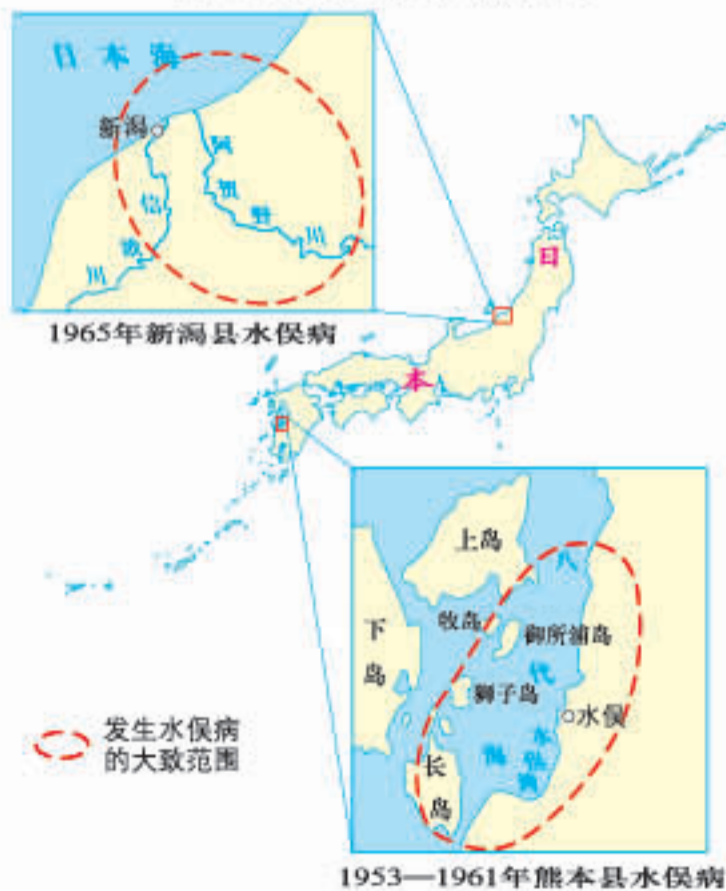 日本海
新潟
阿贺野川
信浓川
1965年新潟县水俣病
日
本
上岛
八代海
牧岛
御所浦岛
下岛
狮子岛
水俣
水俣湾
长岛
发生水俣病
的大致范围
1953—1961年熊本县水俣病